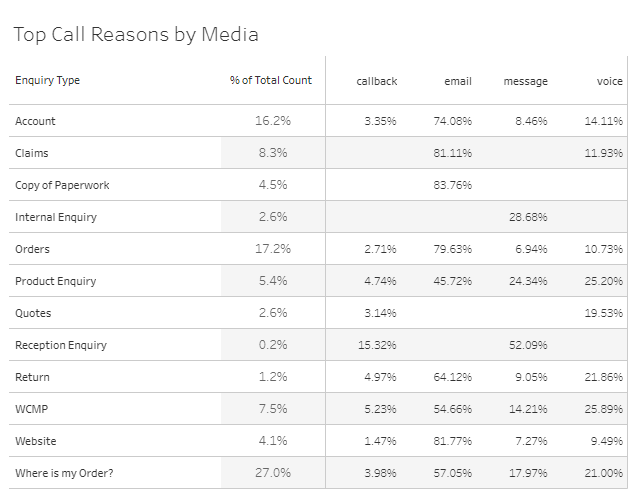 Top Call Reasons by Media
Enquiry Type % of Total Count callback email message voice
Account 16.2% 3.35% 74.08% 8.46% 14.11%
Claims 8.3% 81.11% 11.93%
Copy of Paperwork 4.5% 83.76%
Internal Enquiry 2.6% 28.68%
Orders 17.2% 2.71% 79.63% 6.94% 10.73%
Product Enquiry 5.4% 4.74% 45.72% 24.34% 25.20%
Quotes 2.6% 3.14% 19.53%
Reception Enquiry 0.2% 15.32% 52.09%
Return 1.2% 4.97% 64.12% 9.05% 21.86%
WCMP 7.5% 5.23% 54.66% 14.21% 25.89%
Website 4.1% 1.47% 81.77% 7.27% 9.49%
Where is my Order? 27.0% 3.98% 57.05% 17.97% 21.00%